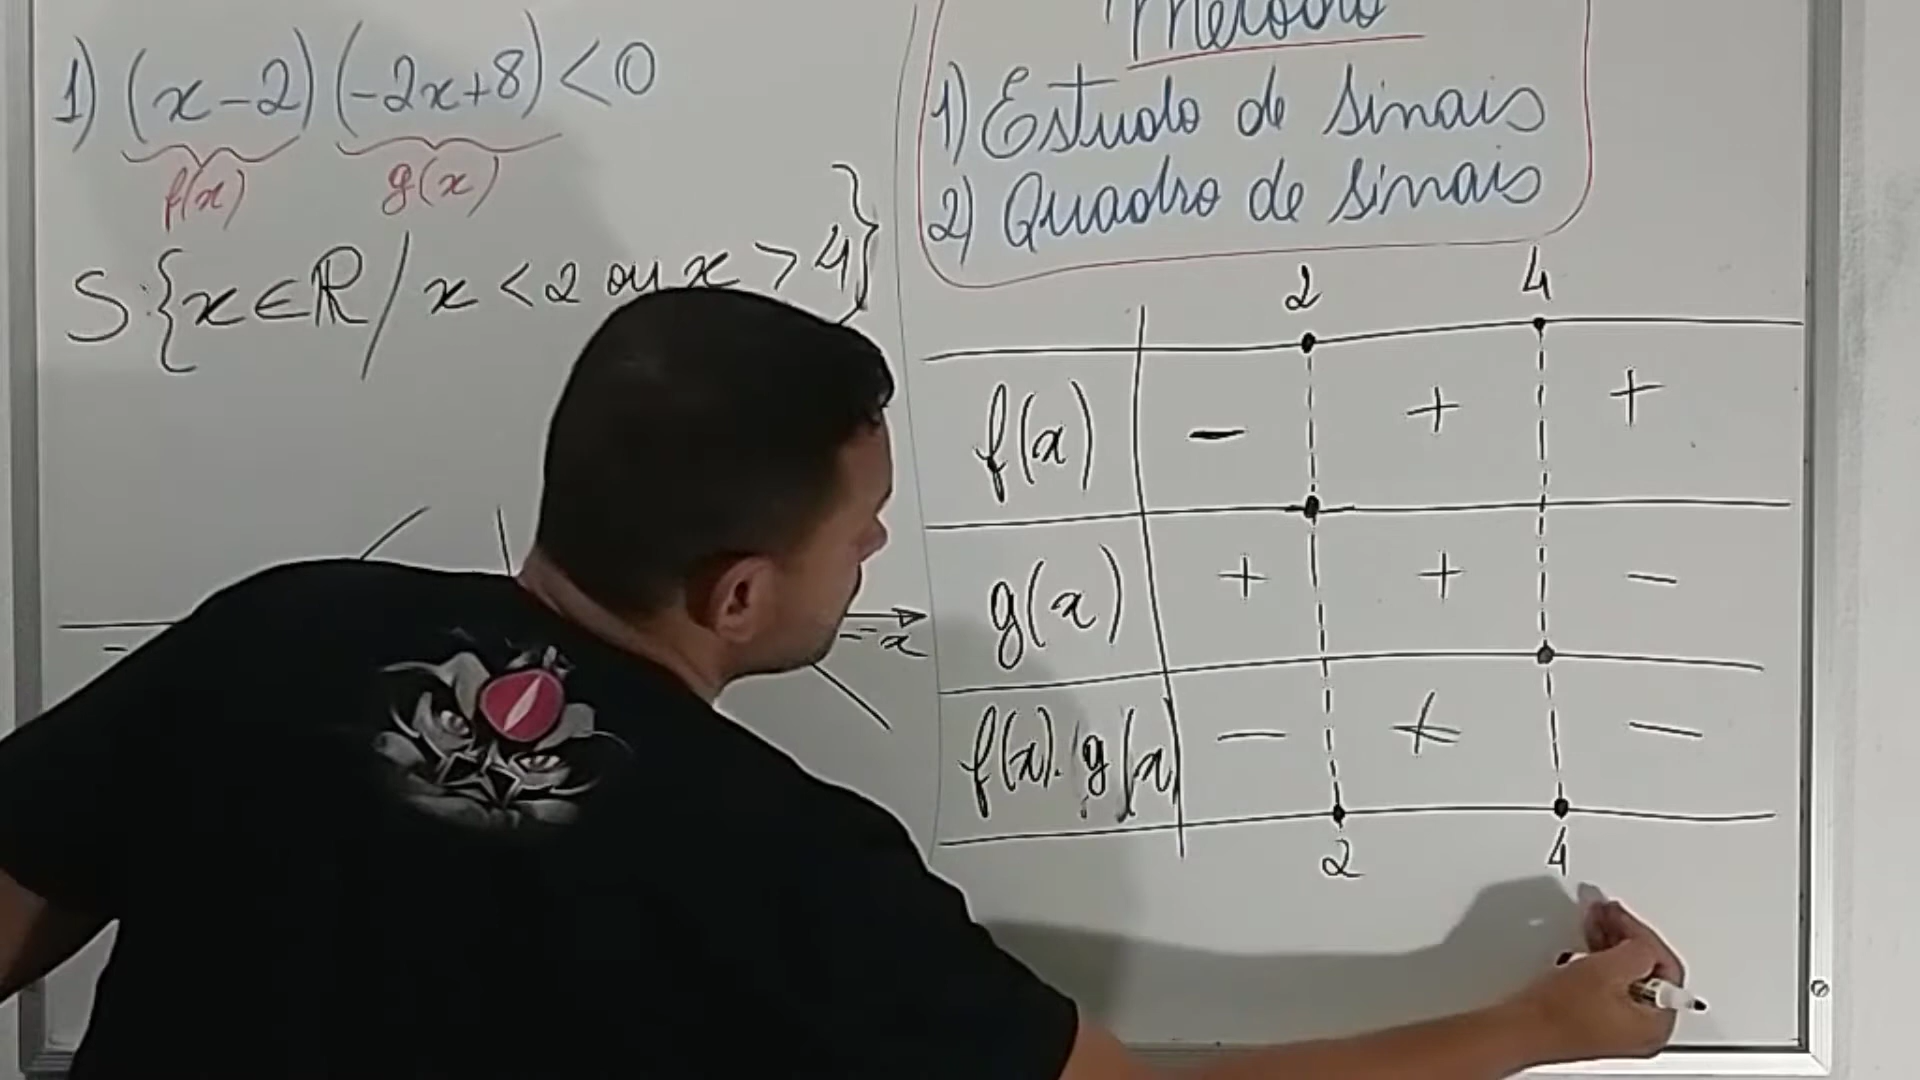 1) (x-2)(-2x+8)<0
f(x) g(x)
S:{x∈ℝ/x<2 ou x>4}
- - x
Método
1) Estudo de sinais
2) Quadro de sinais
2 4
f(x) - + +
g(x) + + -
f(x).g(x) - + -
2 4